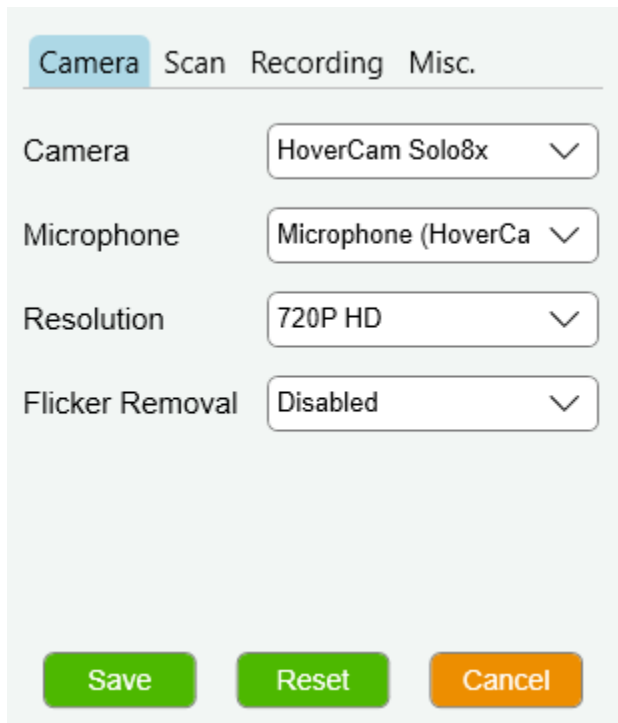 Camera Scan Recording Misc.
Camera HoverCam Solo8x
Microphone Microphone (HoverCa
Resolution 720P HD
Flicker Removal Disabled
Save Reset Cancel